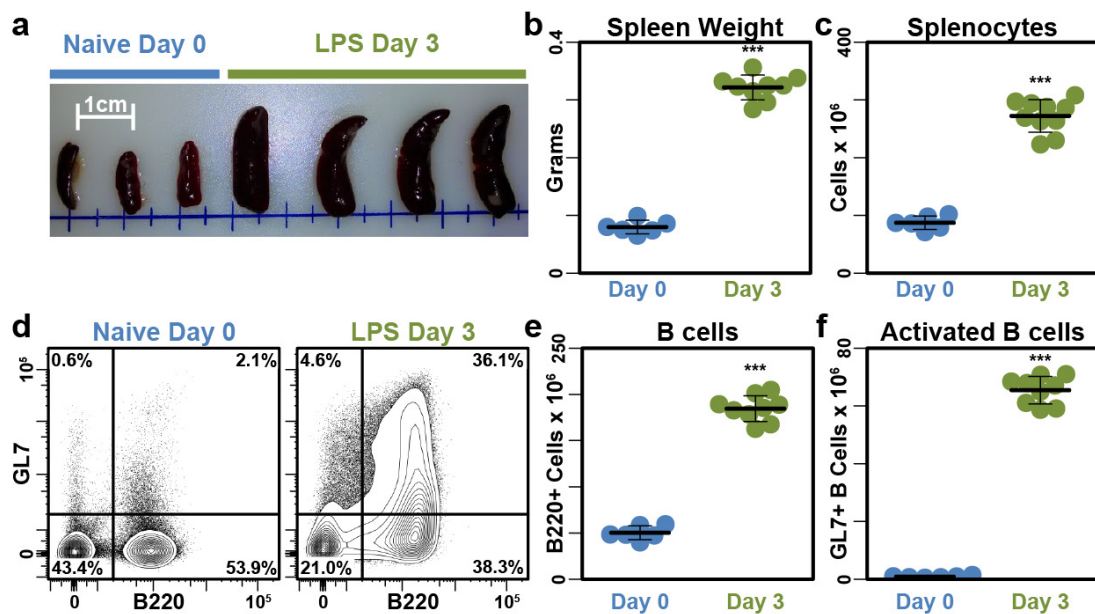 a
Naive Day 0
LPS Day 3
1cm
b
Spleen Weight
0.4
***
Grams
0
Day 0
Day 3
c
Splenocytes
400
***
Cells x 10⁶
0
Day 0
Day 3
d
Naive Day 0
LPS Day 3
0.6%
2.1%
4.6%
36.1%
10⁵
GL7
0
43.4%
53.9%
21.0%
38.3%
0
B220
10⁵
0
B220
10⁵
e
B cells
250
***
B220+ Cells x 10⁶
0
Day 0
Day 3
f
Activated B cells
80
***
GL7+ B Cells x 10⁶
0
Day 0
Day 3